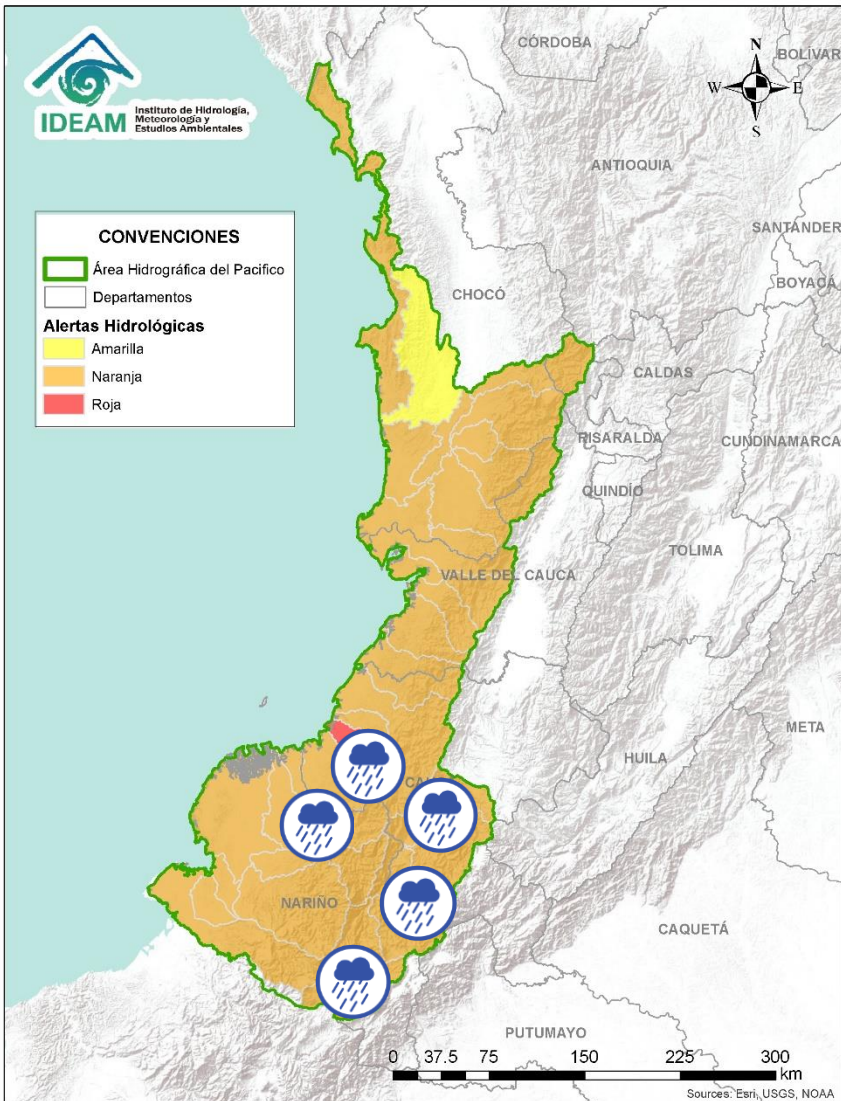 IDEAM
Instituto de Hidrología,
Meteorología y
Estudios Ambientales
CÓRDOBA
BOLÍVAR
N
W
E
S
ANTIOQUIA
SANTANDER
BOYACÁ
CONVENCIONES
Área Hidrográfica del Pacifico
Departamentos
Alertas Hidrológicas
Amarilla
Naranja
Roja
CHOCÓ
CALDAS
RISARALDA
CUNDINAMARCA
QUINDÍO
TOLIMA
VALLE DEL CAUCA
META
HUILA
NARIÑO
CAQUETÁ
PUTUMAYO
0 37.5 75 150 225 300
km
Sources: Esri, USGS, NOAA